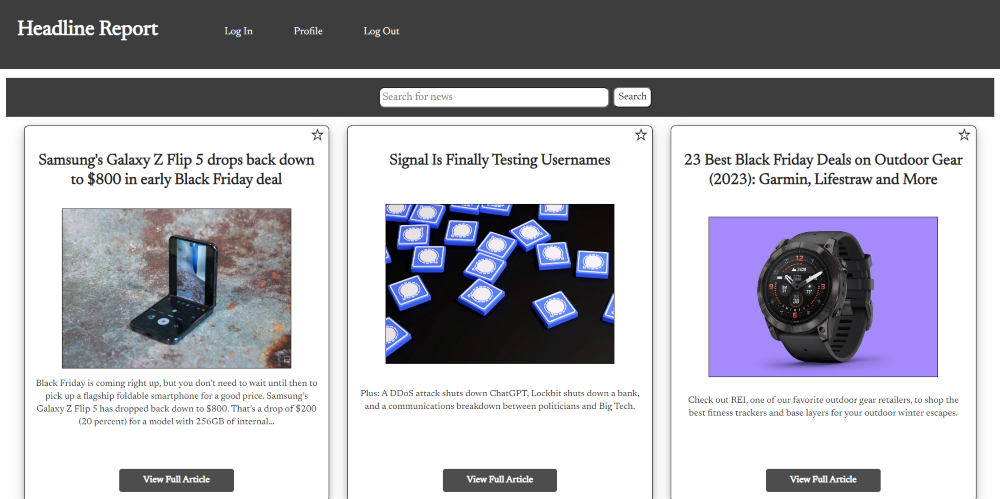 Headline Report
Log In
Profile
Log Out
Search for news
Search
Samsung's Galaxy Z Flip 5 drops back down
to $800 in early Black Friday deal
Black Friday is coming right up, but you don't need to wait until then to
pick up a flagship foldable smartphone for a good price. Samsung's
Galaxy Z Flip 5 has dropped back down to $800. That's a drop of $200
(20 percent) for a model with 256GB of internal...
View Full Article
Signal Is Finally Testing Usernames
Plus: A DDoS attack shuts down ChatGPT, Lockbit shuts down a bank,
and a communications breakdown between politicians and Big Tech.
View Full Article
23 Best Black Friday Deals on Outdoor Gear
(2023): Garmin, Lifestraw and More
Check out REI, one of our favorite outdoor gear retailers, to shop the
best fitness trackers and base layers for your outdoor winter escapes.
View Full Article